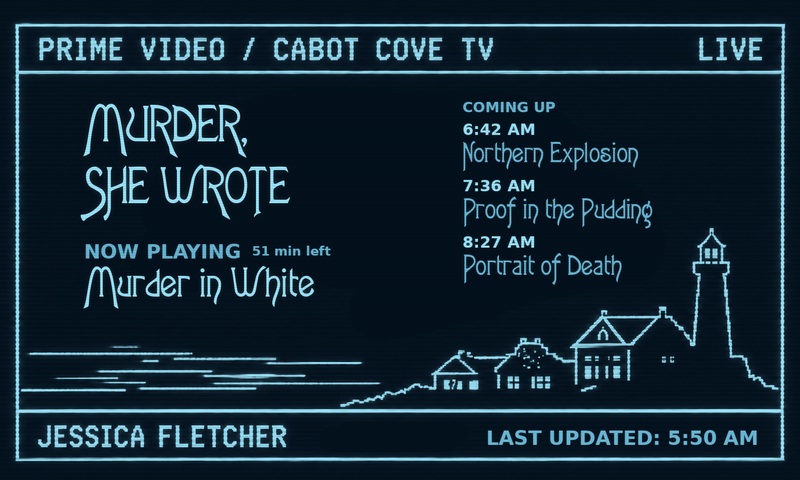 PRIME VIDEO / CABOT COVE TV
LIVE
MURDER,
SHE WROTE
NOW PLAYING 51 min left
Murder in White
COMING UP
6:42 AM
Northern Explosion
7:36 AM
Proof in the Pudding
8:27 AM
Portrait of Death
JESSICA FLETCHER
LAST UPDATED: 5:50 AM